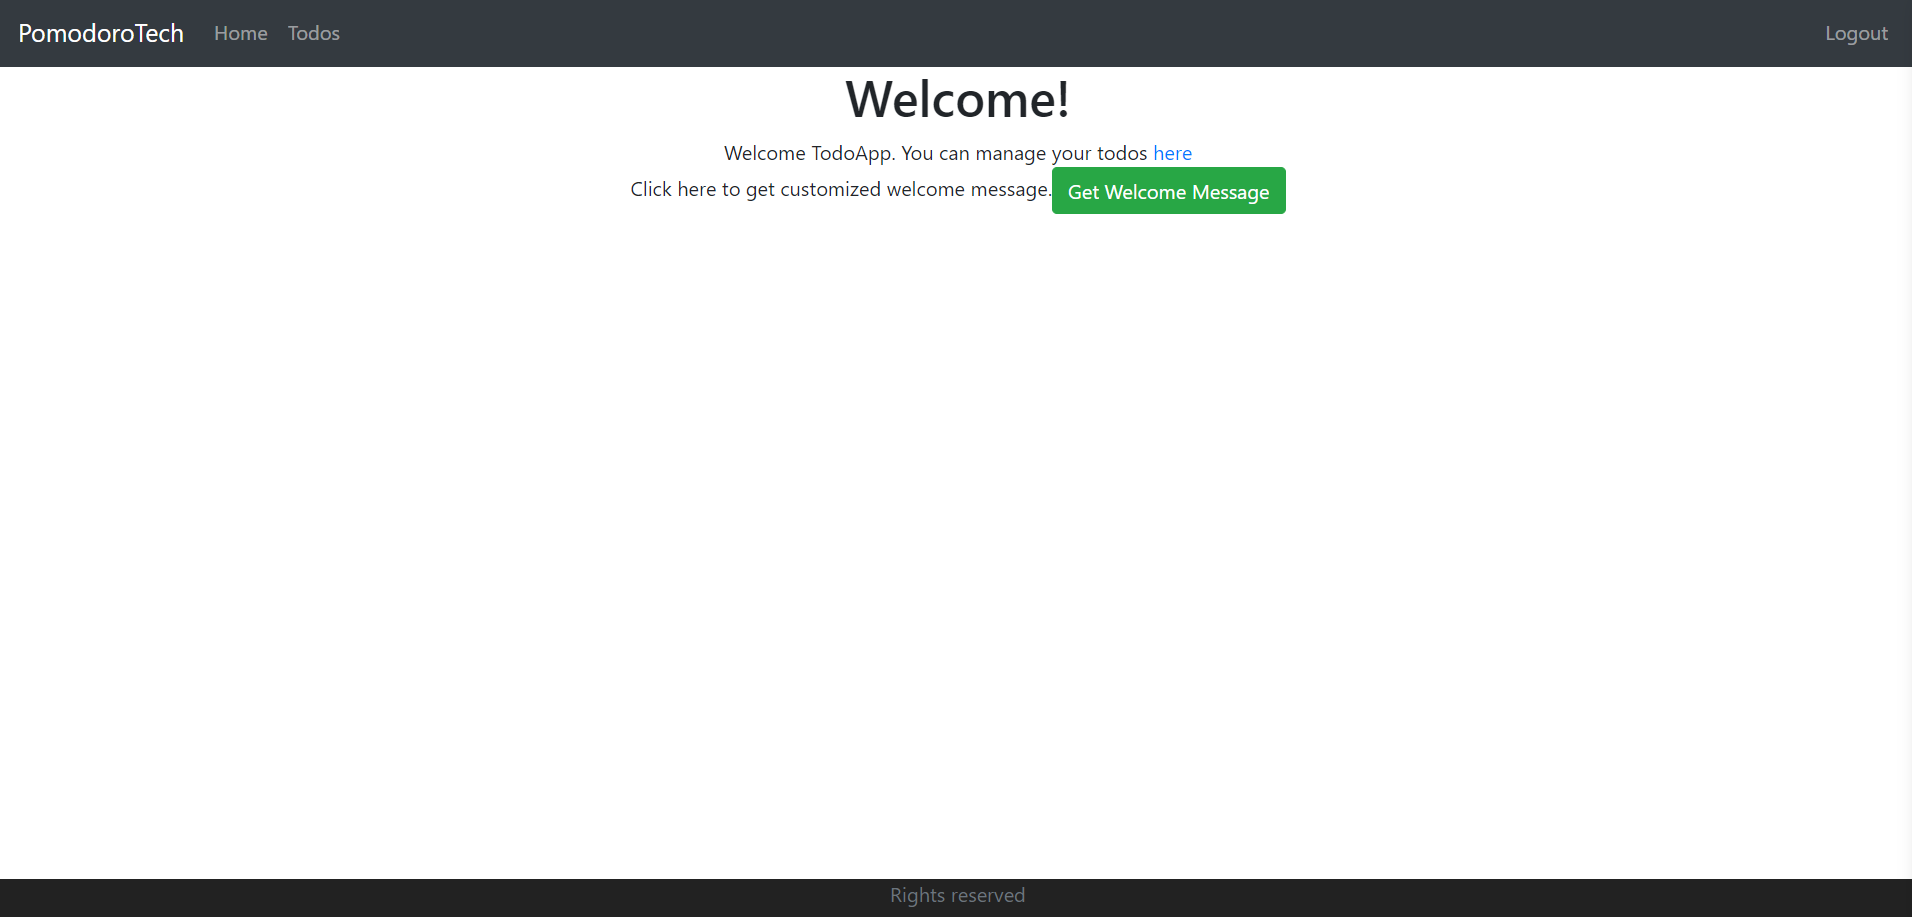 PomodoroTech Home Todos Logout
Welcome!
Welcome TodoApp. You can manage your todos here
Click here to get customized welcome message. Get Welcome Message
Rights reserved